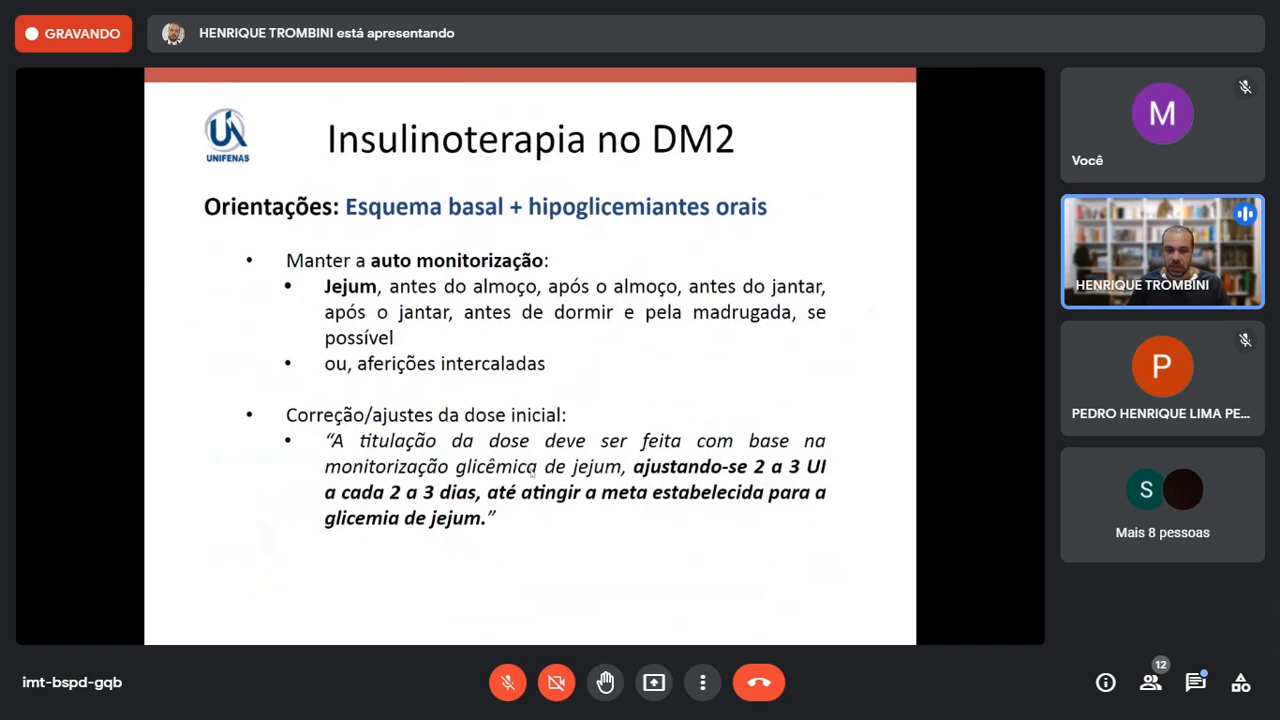 GRAVANDO
HENRIQUE TROMBINI está apresentando
UNIFENAS
Insulinoterapia no DM2
Orientações: Esquema basal + hipoglicemiantes orais
• Manter a auto monitorização:
• Jejum, antes do almoço, após o almoço, antes do jantar,
após o jantar, antes de dormir e pela madrugada, se
possível
• ou, aferições intercaladas
• Correção/ajustes da dose inicial:
• “A titulação da dose deve ser feita com base na
monitorização glicêmica de jejum, ajustando-se 2 a 3 UI
a cada 2 a 3 dias, até atingir a meta estabelecida para a
glicemia de jejum.”
M
Você
HENRIQUE TROMBINI
P
PEDRO HENRIQUE LIMA PE...
S
Mais 8 pessoas
imt-bspd-gqb
12